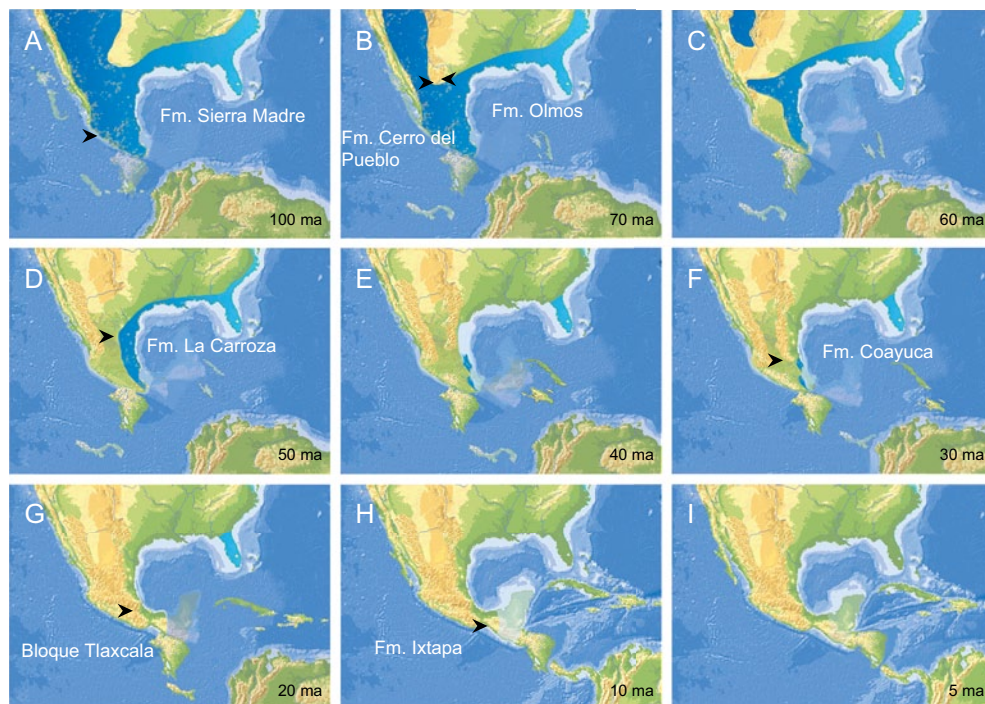 A
Fm. Sierra Madre
100 ma
B
Fm. Olmos
Fm. Cerro del
Pueblo
70 ma
C
60 ma
D
Fm. La Carroza
50 ma
E
40 ma
F
Fm. Coayuca
30 ma
G
Bloque Tlaxcala
20 ma
H
Fm. Ixtapa
10 ma
I
5 ma